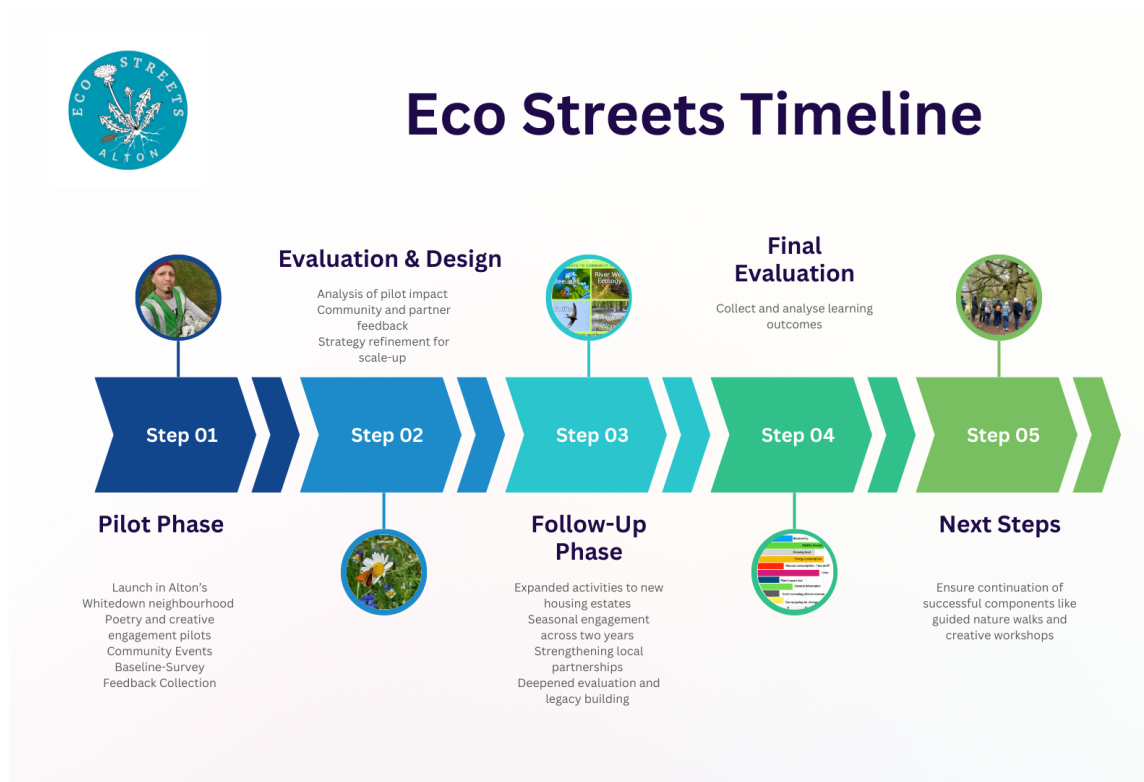 ECO STREETS
ALTON
Eco Streets Timeline
Evaluation & Design
Analysis of pilot impact
Community and partner
feedback
Strategy refinement for
scale-up
Final
Evaluation
Collect and analyse learning
outcomes
River We
Ecology
Step 01
Step 02
Step 03
Step 04
Step 05
Pilot Phase
Launch in Alton’s
Whitedown neighbourhood
Poetry and creative
engagement pilots
Community Events
Baseline-Survey
Feedback Collection
Follow-Up
Phase
Expanded activities to new
housing estates
Seasonal engagement
across two years
Strengthening local
partnerships
Deepened evaluation and
legacy building
Next Steps
Ensure continuation of
successful components like
guided nature walks and
creative workshops